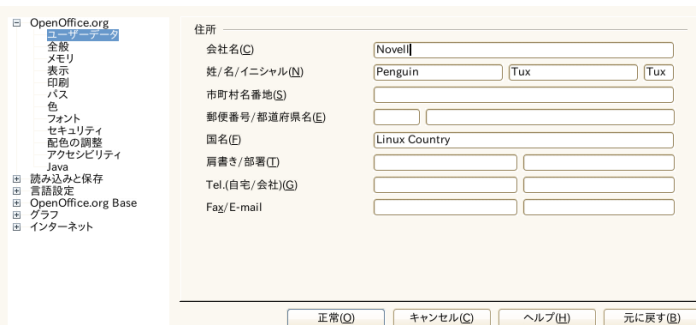 OpenOffice.org
ユーザーデータ
全般
メモリ
表示
印刷
パス
色
フォント
セキュリティ
配色の調整
アクセシビリティ
Java
読み込みと保存
言語設定
OpenOffice.org Base
グラフ
インターネット
住所
会社名(C) Novell
姓/名/イニシャル(N) Penguin Tux Tux
市町村名番地(S)
郵便番号/都道府県名(E)
国名(F) Linux Country
肩書き/部署(T)
Tel.(自宅/会社)(G)
Fax/E-mail
正常(O) キャンセル(C) ヘルプ(H) 元に戻す(B)